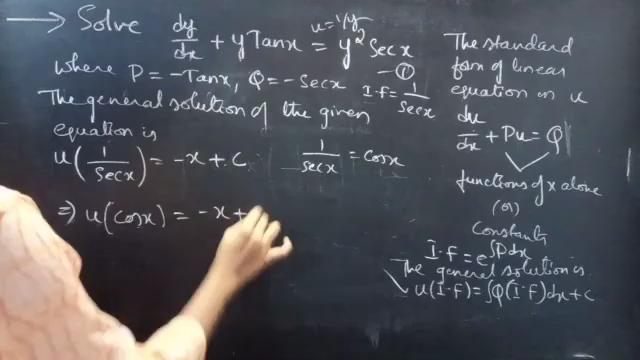 → Solve dy/dx + y Tanx = y² Secx
u = 1/y
where P = -Tanx, Q = -Secx
—①
I.f = 1/Secx
The general solution of the given
equation is
u(1/Secx) = -x + C
1/Secx = Cosx
⇒ u(Cosx) = -x +
The standard
form of linear
equation in u
du/dx + Pu = Q
functions of x alone
(or)
Constants
I.f = e^∫Pdx
The general solution is
u(I.f) = ∫Q(I.f)dx + C